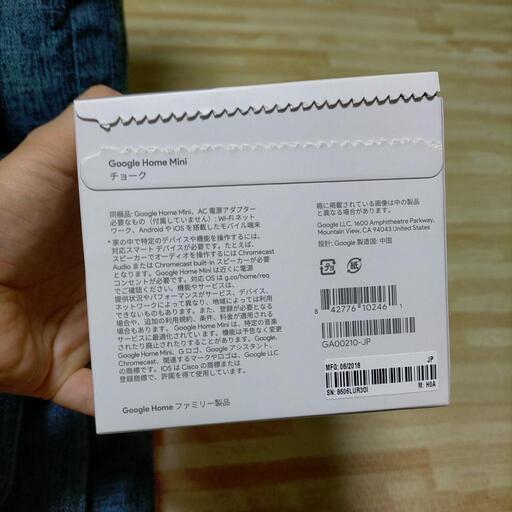 Google Home Mini
チョーク
同梱品: Google Home Mini、AC 電源アダプター
必要なもの（付属していません）: Wi-Fi ネット
ワーク、Android や iOS を搭載したモバイル端末
* 家の中で特定のデバイスや機能を操作するには、
対応スマート デバイスが必要です。たとえば、
スピーカーでオーディオを操作するには Chromecast
Audio または Chromecast built-in スピーカーが必要
となります。Google Home Mini は近くに電源
コンセントが必要です。対応 OS は g.co/home/req
でご確認ください。機能やサービスは、
提供状況やパフォーマンスがサービス、デバイス、
ネットワークによって異なり、地域によっては利用
できない場合があります。また、登録が必要となる
場合や、追加の利用規約、条件、料金が適用される
場合があります。Google Home Mini は、特定の音楽
サービスに最適化されています。機能は予告なく変更
されたり廃止されたりすることがあります。Google、
Google Home Mini、G ロゴ、Google アシスタント、
Chromecast、関連するマークやロゴは、Google LLC
の商標です。IOS は Cisco の商標または
登録商標で、許諾を得て使用しています。
Google Home ファミリー製品
箱に掲載されている画像は中の製品
と異なる場合があります。
Google LLC, 1600 Amphitheatre Parkway,
Mountain View, CA 94043 United States
設計: Google 製造国: 中国
紙
8 42776 10246 1
GA00210-JP
MFG: 06/2018 JP
SN: 8606LUR3DI M: H0A